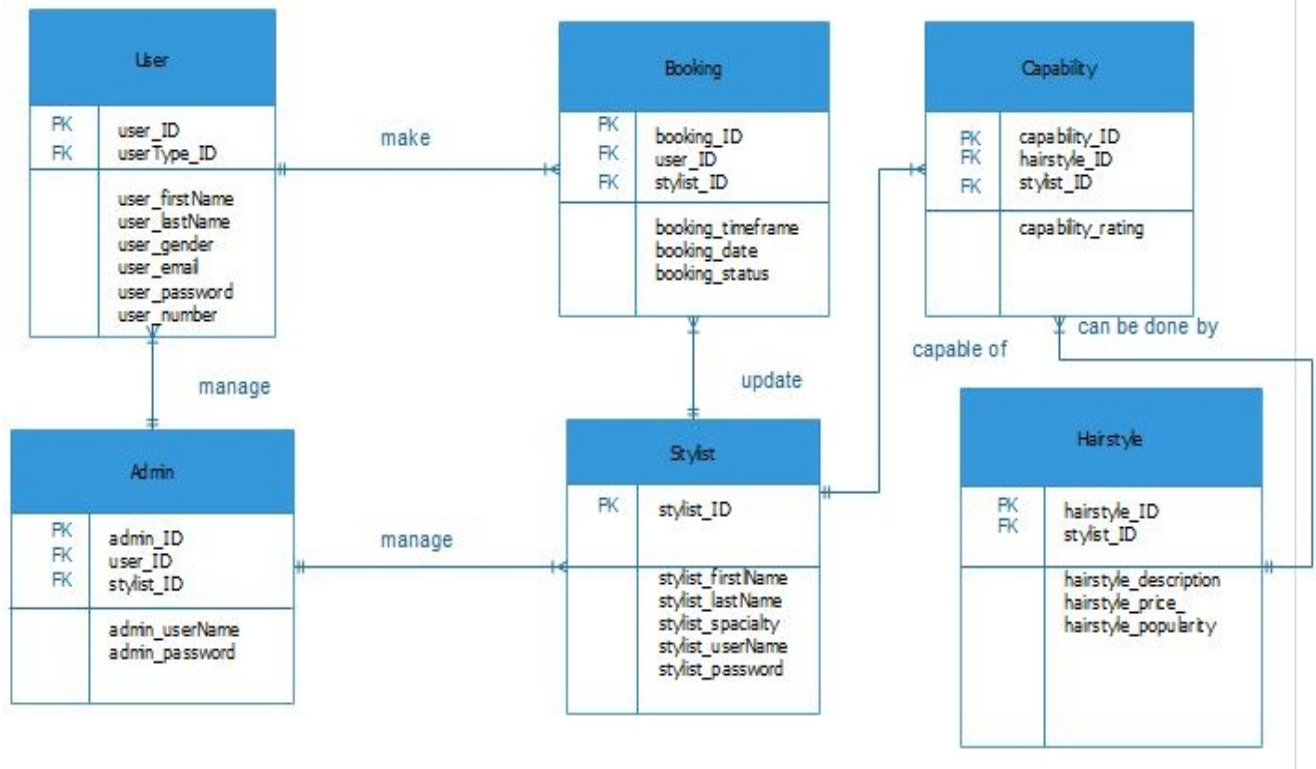 User
PK user_ID
FK userType_ID
user_firstName
user_lastName
user_gender
user_email
user_password
user_number
make
Booking
PK booking_ID
FK user_ID
FK stylist_ID
booking_timeframe
booking_date
booking_status
Capability
PK capability_ID
FK hairstyle_ID
FK stylist_ID
capability_rating
manage
update
capable of
can be done by
Admin
PK admin_ID
FK user_ID
FK stylist_ID
admin_userName
admin_password
manage
Stylist
PK stylist_ID
stylist_firstName
stylist_lastName
stylist_spacialty
stylist_userName
stylist_password
Hairstyle
PK hairstyle_ID
FK stylist_ID
hairstyle_description
hairstyle_price_
hairstyle_popularity